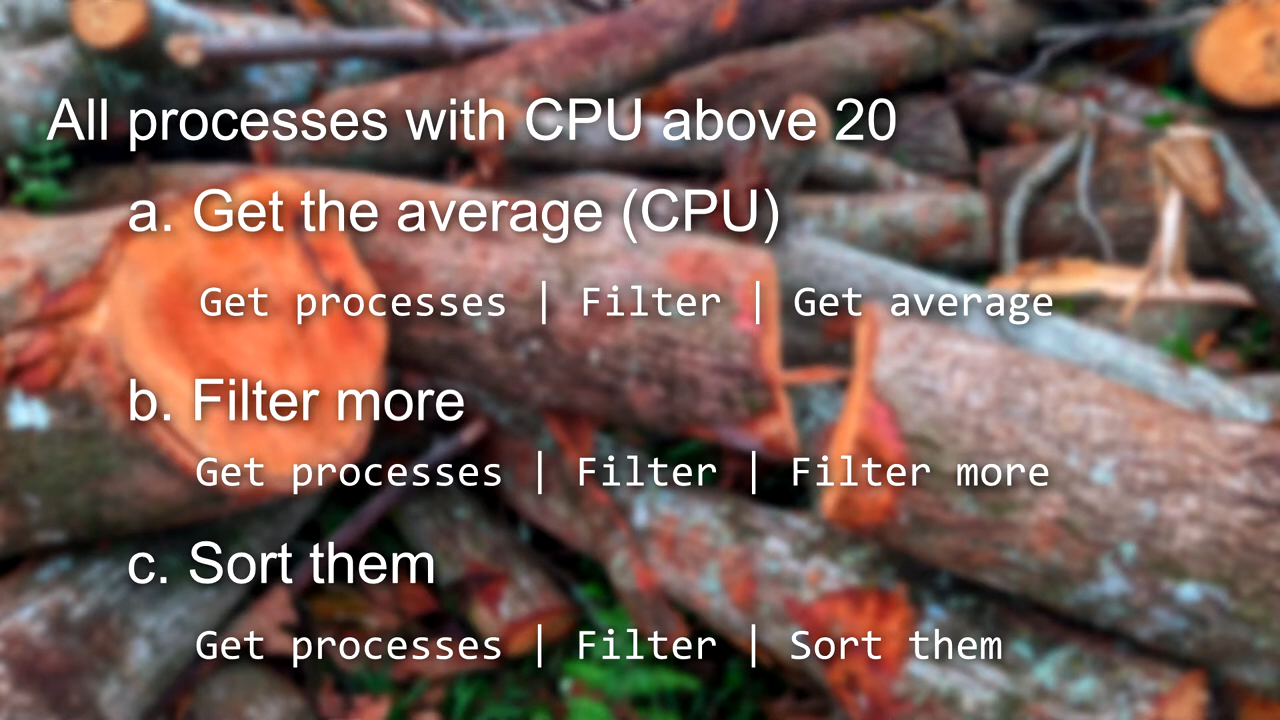 All processes with CPU above 20
a. Get the average (CPU)
Get processes | Filter | Get average
b. Filter more
Get processes | Filter | Filter more
c. Sort them
Get processes | Filter | Sort them